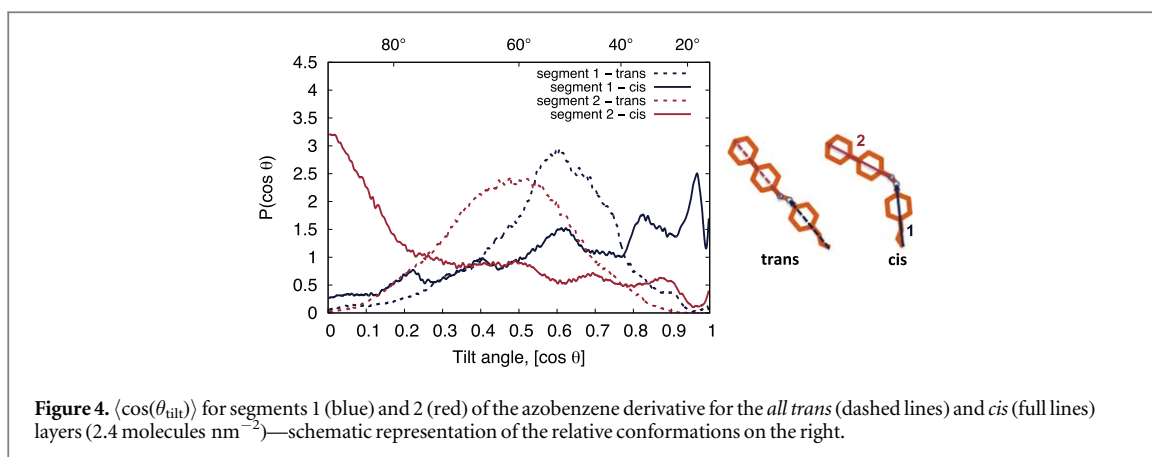 80° 60° 40° 20°
4.5
4
3.5
3
2.5
2
1.5
1
0.5
0
P(cos θ)
segment 1 – trans
segment 1 – cis
segment 2 – trans
segment 2 – cis
0 0.1 0.2 0.3 0.4 0.5 0.6 0.7 0.8 0.9 1
Tilt angle, [cos θ]
2
1
trans cis
Figure 4. ⟨cos(θtilt)⟩ for segments 1 (blue) and 2 (red) of the azobenzene derivative for the all trans (dashed lines) and cis (full lines)
layers (2.4 molecules nm−2)—schematic representation of the relative conformations on the right.